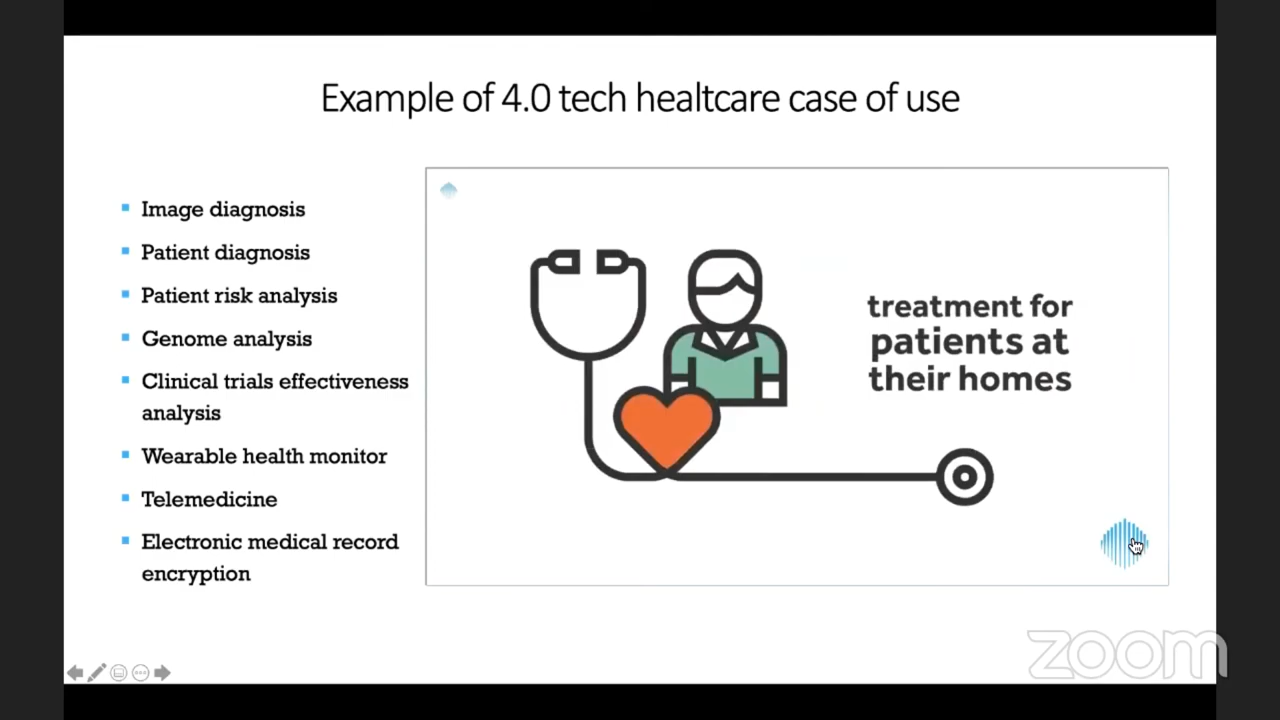 Example of 4.0 tech healtcare case of use
Image diagnosis
Patient diagnosis
Patient risk analysis
Genome analysis
Clinical trials effectiveness
analysis
Wearable health monitor
Telemedicine
Electronic medical record
encryption
treatment for
patients at
their homes
zoom